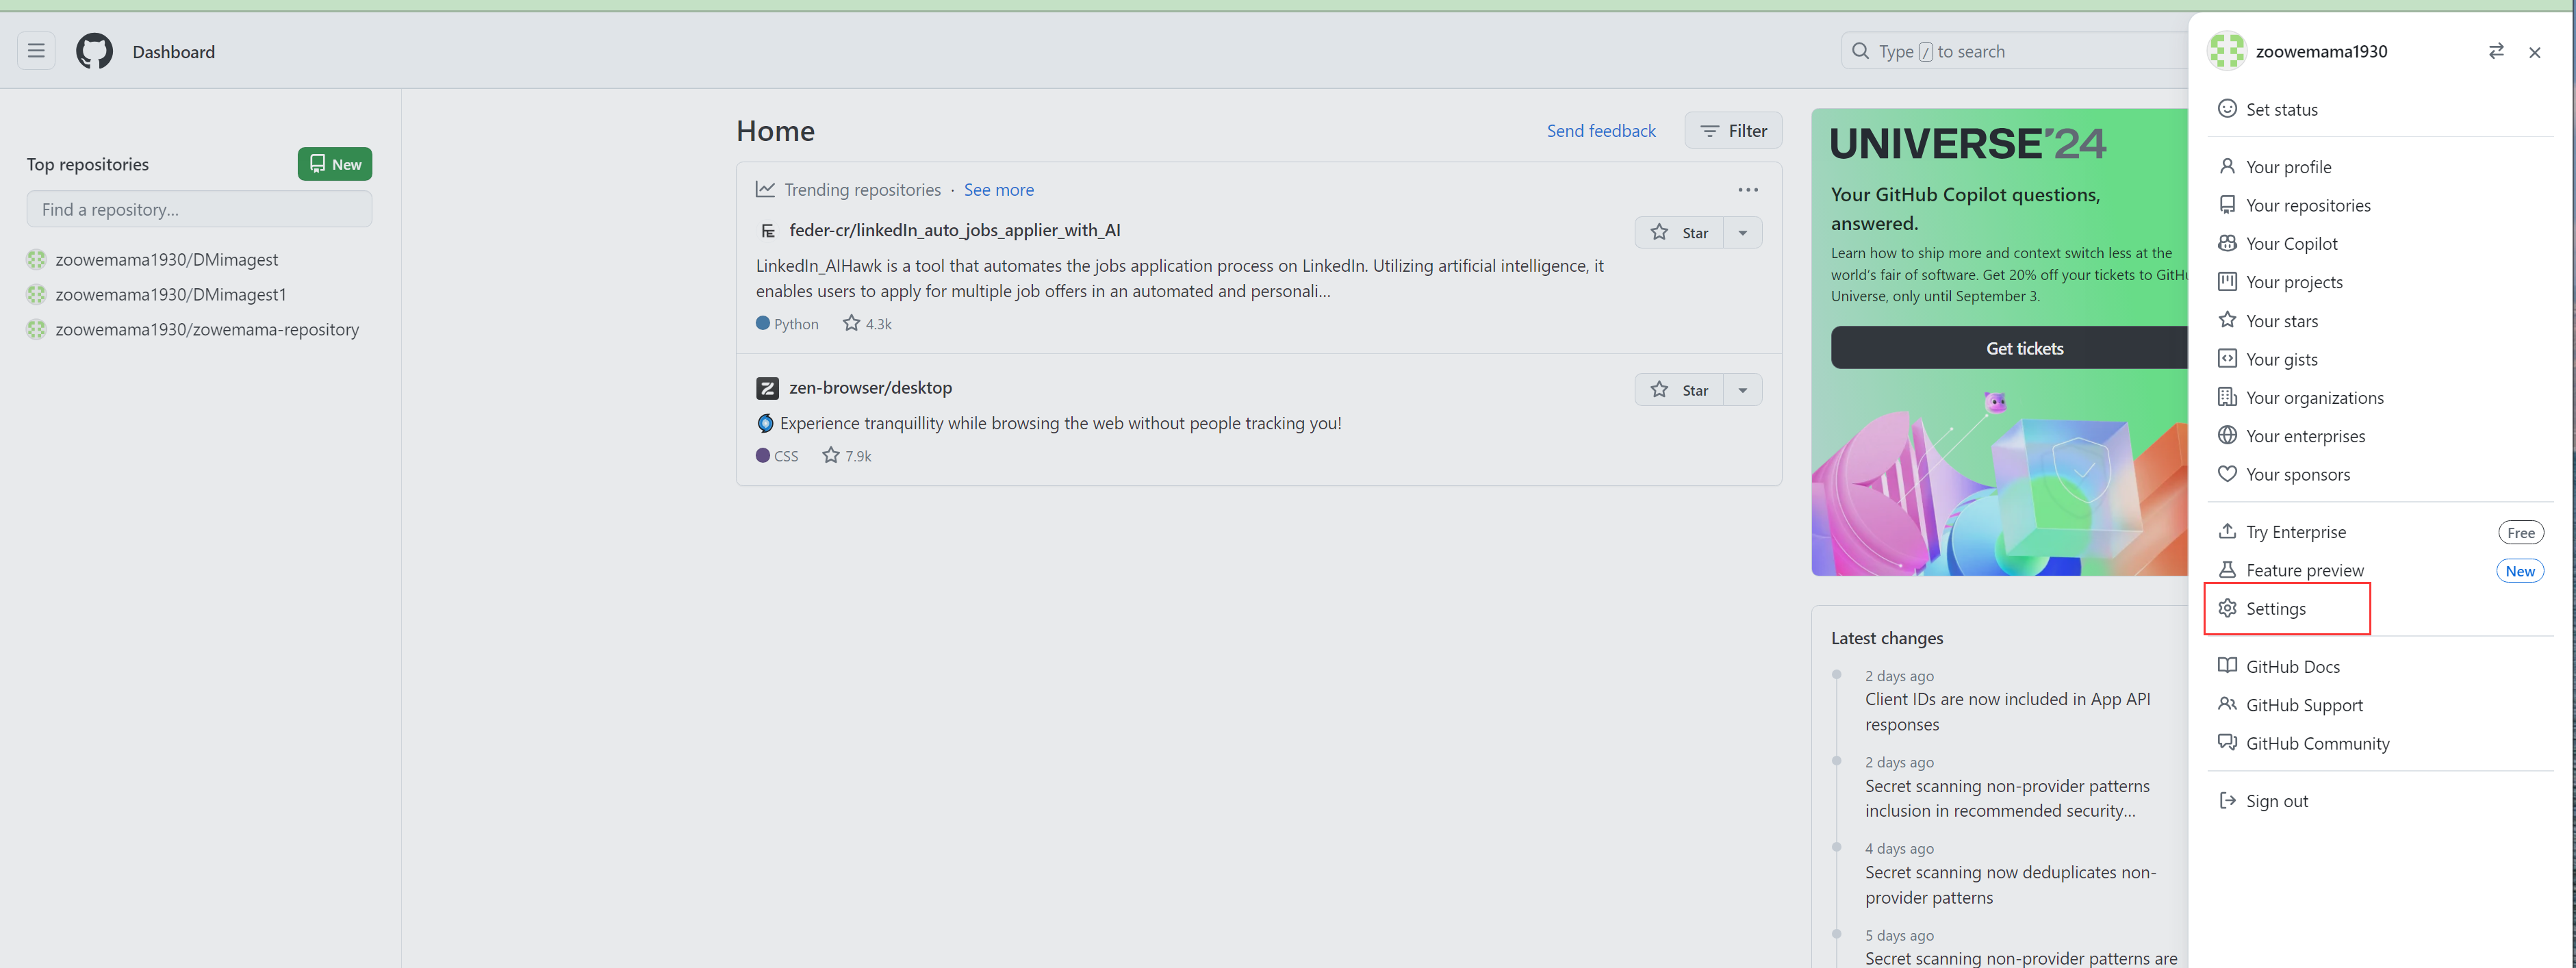 Dashboard
Type / to search
Top repositories
New
Find a repository...
zoowemama1930/DMimagest
zoowemama1930/DMimagest1
zoowemama1930/zowemama-repository
Home
Send feedback
Filter
Trending repositories · See more
feder-cr/linkedIn_auto_jobs_applier_with_AI
Star
LinkedIn_AIHawk is a tool that automates the jobs application process on LinkedIn. Utilizing artificial intelligence, it
enables users to apply for multiple job offers in an automated and personali...
Python 4.3k
zen-browser/desktop
Star
Experience tranquillity while browsing the web without people tracking you!
CSS 7.9k
UNIVERSE'24
Your GitHub Copilot questions,
answered.
Learn how to ship more and context switch less at the
world's fair of software. Get 20% off your tickets to GitHu
Universe, only until September 3.
Get tickets
Latest changes
2 days ago
Client IDs are now included in App API
responses
2 days ago
Secret scanning non-provider patterns
inclusion in recommended security...
4 days ago
Secret scanning now deduplicates non-
provider patterns
5 days ago
Secret scanning non-provider patterns are
zoowemama1930
Set status
Your profile
Your repositories
Your Copilot
Your projects
Your stars
Your gists
Your organizations
Your enterprises
Your sponsors
Try Enterprise Free
Feature preview New
Settings
GitHub Docs
GitHub Support
GitHub Community
Sign out